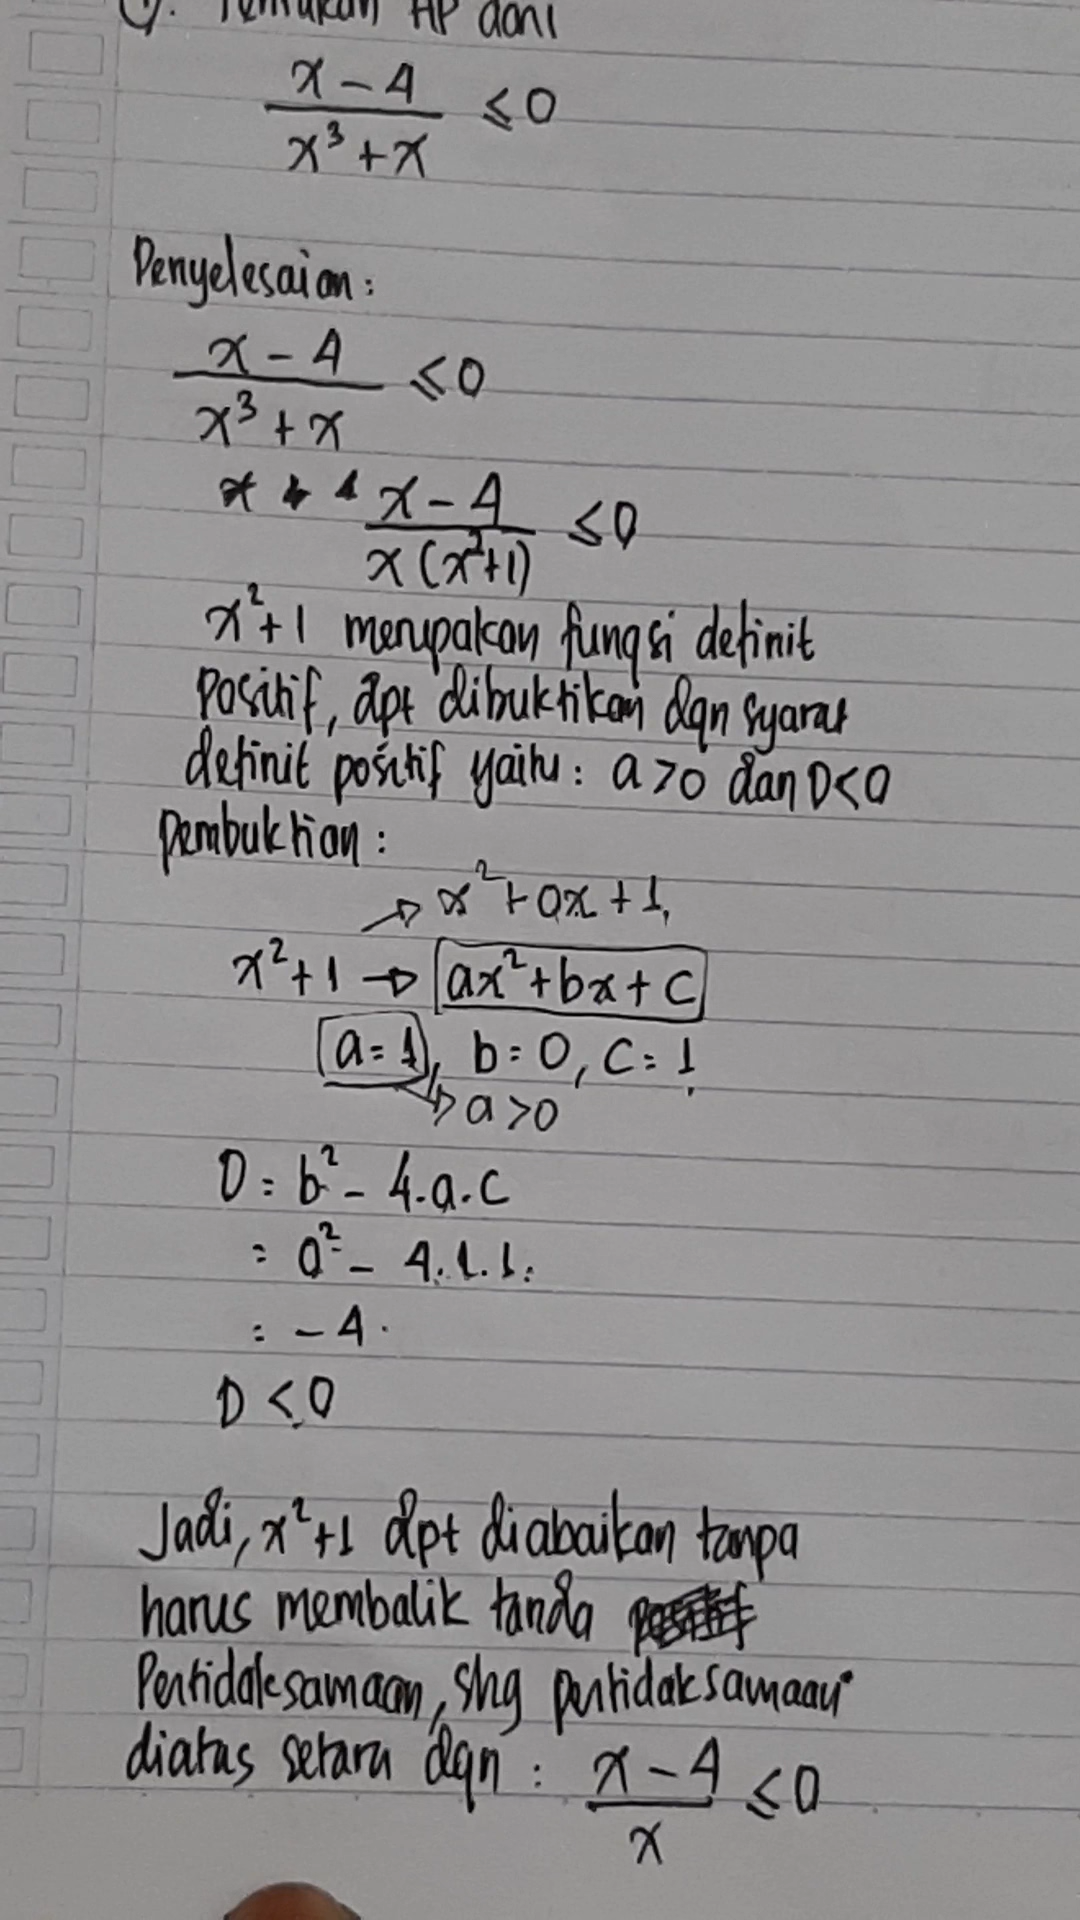 Tentukan HP dari
x - 4
x³ + x ≤ 0
Penyelesaian :
x - 4
x³ + x ≤ 0
x - 4
x (x²+1) ≤ 0
x²+1 merupakan fungsi definit
positif, dpt dibuktikan dgn syarat
definit positif yaitu : a>0 dan D<0
Pembuktian :
→ x² + 0x + 1,
x²+1 → ax²+bx+c
a=1, b=0, c=1
↳ a>0
D = b² - 4.a.c
= 0² - 4.1.1.
= -4.
D < 0
Jadi, x²+1 dpt diabaikan tanpa
harus membalik tanda
Pertidaksamaan, shg pertidaksamaan
diatas setara dgn : x - 4
x ≤ 0